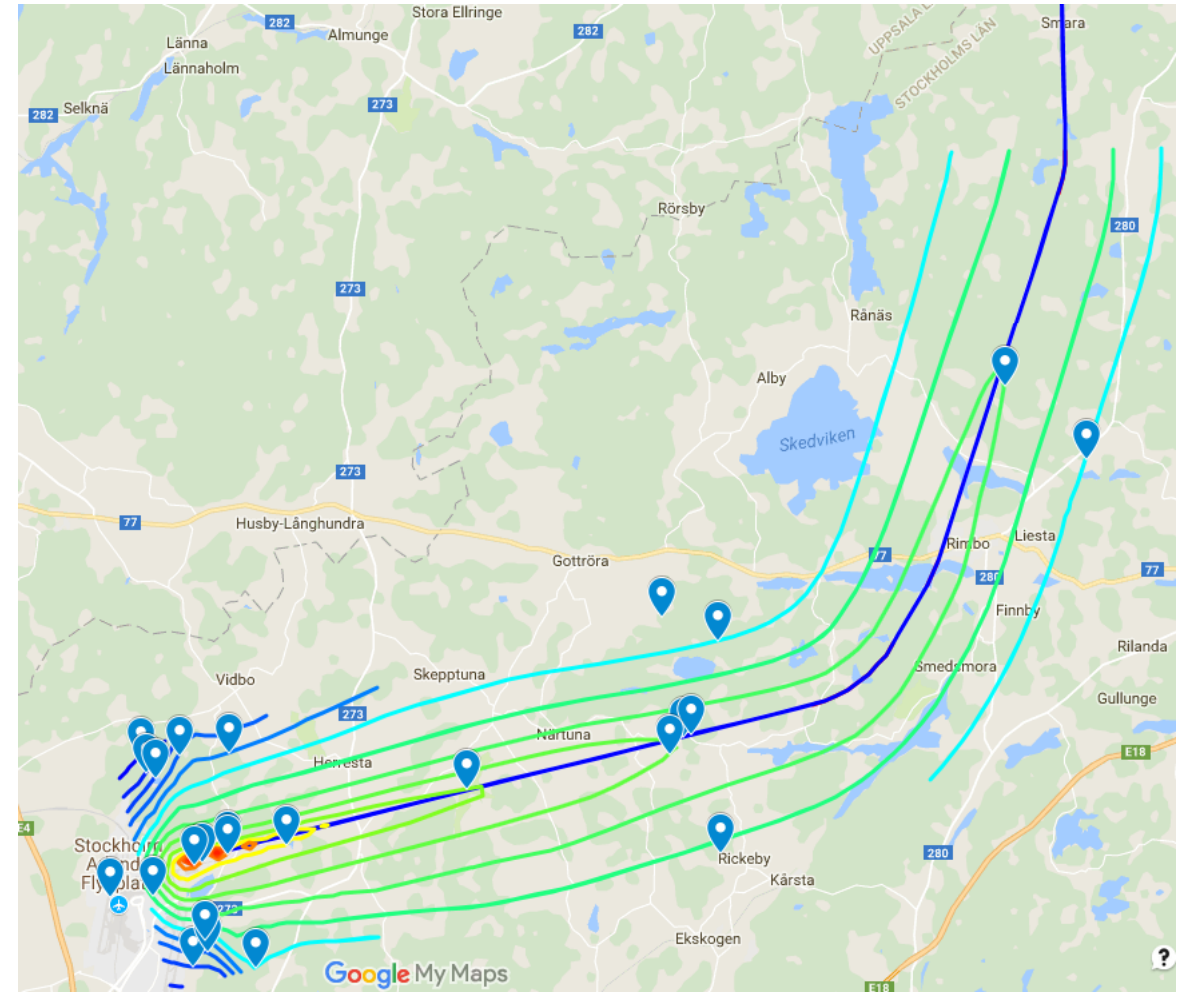 Stora Ellringe
282
Almunge
282
Länna
Lännaholm
Smara
UPPSALA L
STOCKHOLMS LÄN
282
Selknä
273
Rörsby
280
273
Rånäs
Alby
Skedviken
273
77
Husby-Långhundra
Gottröra
77
Rimbo
Liesta
280
77
Finnby
Rilanda
Skepptuna
Smedsmora
Vidbo
Gullunge
273
Närtuna
E18
Herresta
E4
Stockholm
280
Rickeby
Kårsta
273
Ekskogen
Google My Maps
E18
?